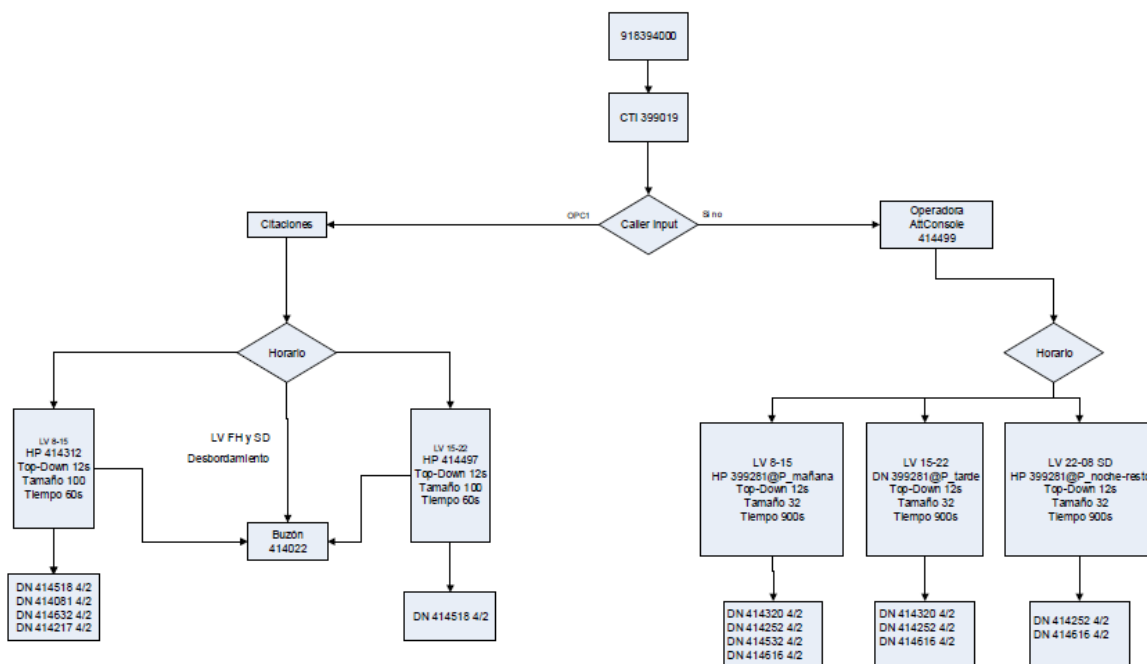 918394000
CTI 399019
Caller Input
OPC1
Si no
Citaciones
Operadora
AttConsole
414499
Horario
Horario
LV 8-15
HP 414312
Top-Down 12s
Tamaño 100
Tiempo 60s
LV FH y SD
Desbordamiento
LV 15-22
HP 414497
Top-Down 12s
Tamaño 100
Tiempo 60s
Buzón
414022
DN 414518 4/2
DN 414081 4/2
DN 414632 4/2
DN 414217 4/2
DN 414518 4/2
LV 8-15
HP 399281@P_mañana
Top-Down 12s
Tamaño 32
Tiempo 900s
LV 15-22
DN 399281@P_tarde
Top-Down 12s
Tamaño 32
Tiempo 900s
LV 22-08 SD
HP 399281@P_noche-resto
Top-Down 12s
Tamaño 32
Tiempo 900s
DN 414320 4/2
DN 414252 4/2
DN 414532 4/2
DN 414616 4/2
DN 414320 4/2
DN 414252 4/2
DN 414616 4/2
DN 414252 4/2
DN 414616 4/2